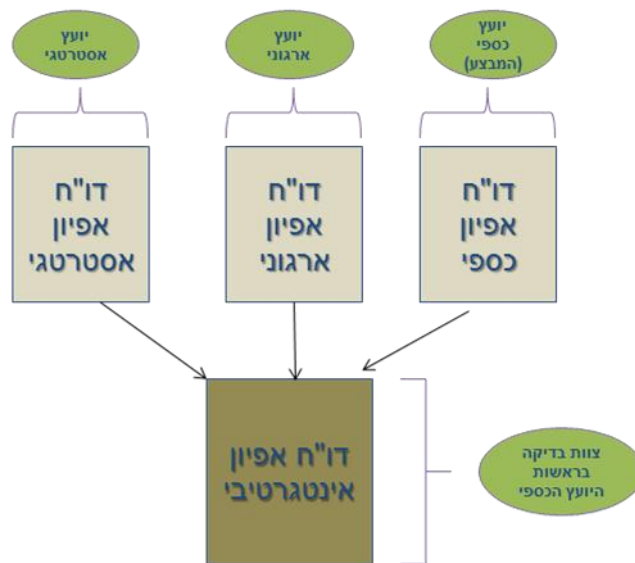 יועץ
כספי
(המבצע)
יועץ
ארגוני
יועץ
אסטרטגי
דו"ח
אפיון
כספי
דו"ח
אפיון
ארגוני
דו"ח
אפיון
אסטרטגי
דו"ח אפיון
אינטגרטיבי
צוות בדיקה
בראשות
היועץ הכספי